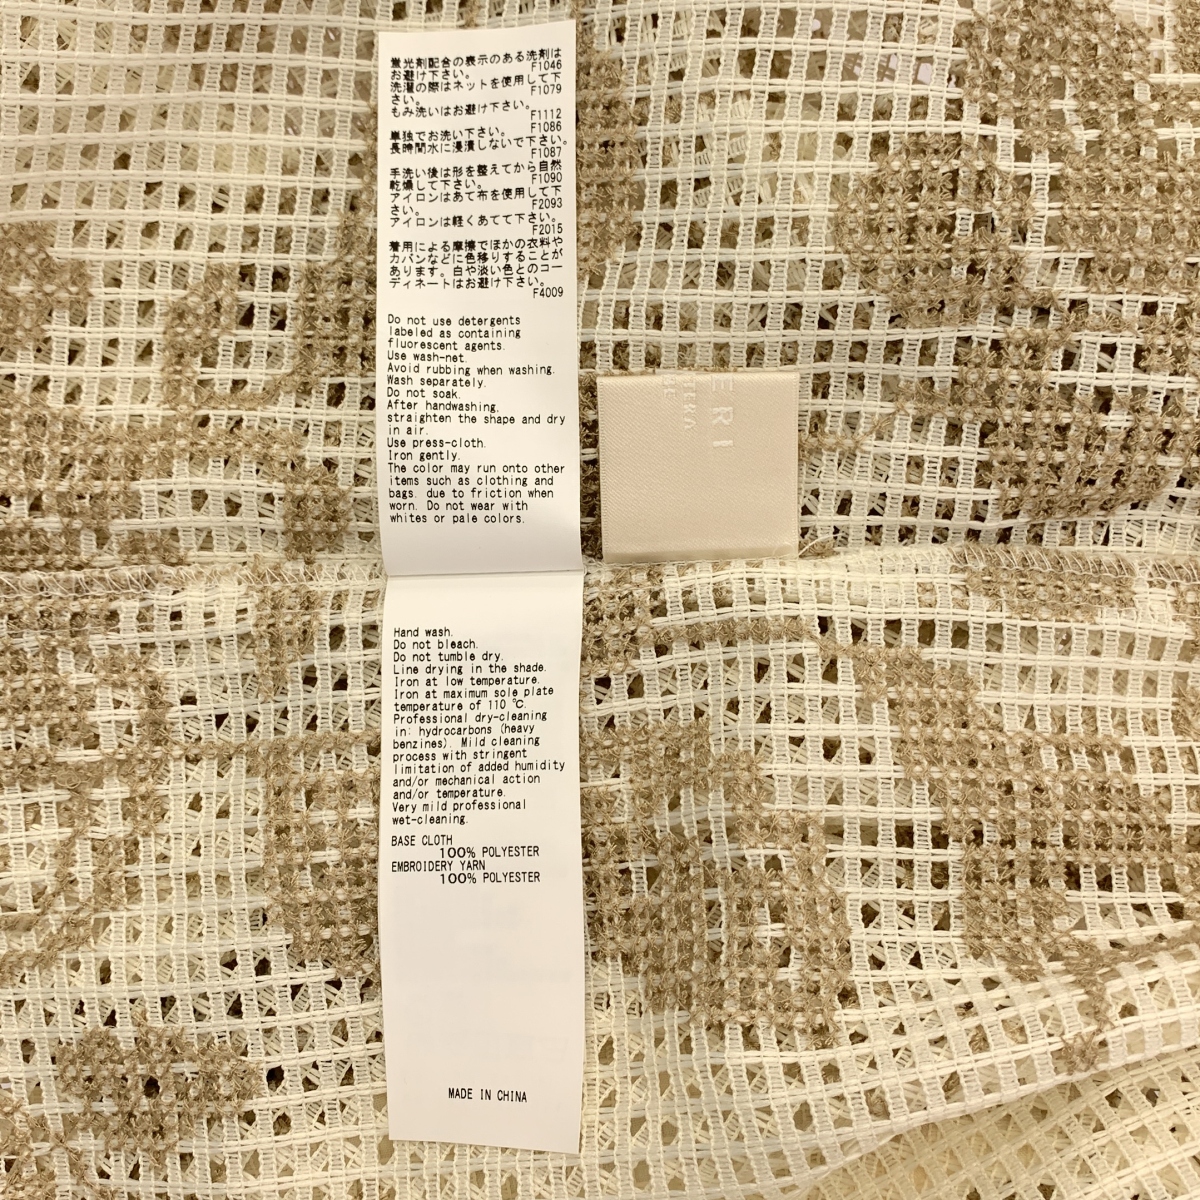 蛍光剤配合の表示のある洗剤は
お避け下さい。 F1046
洗濯の際はネットを使用して下
さい。 F1079
もみ洗いはお避け下さい。
F1112
単独でお洗い下さい。 F1086
長時間水に浸漬しないで下さい。
F1087
手洗い後は形を整えてから自然
乾燥して下さい。 F1090
アイロンはあて布を使用して下
さい。 F2093
アイロンは軽くあてて下さい。
F2015
着用による摩擦でほかの衣料や
カバンなどに色移りすることが
あります。白や淡い色とのコー
ディネートはお避け下さい。
F4009
Do not use detergents
labeled as containing
fluorescent agents.
Use wash-net.
Avoid rubbing when washing.
Wash separately.
Do not soak.
After handwashing,
straighten the shape and dry
in air.
Use press-cloth.
Iron gently.
The color may run onto other
items such as clothing and
bags, due to friction when
worn. Do not wear with
whites or pale colors.
Hand wash.
Do not bleach.
Do not tumble dry.
Line drying in the shade.
Iron at low temperature.
Iron at maximum sole plate
temperature of 110 ℃.
Professional dry-cleaning
in: hydrocarbons (heavy
benzines). Mild cleaning
process with stringent
limitation of added humidity
and/or mechanical action
and/or temperature.
Very mild professional
wet-cleaning.
BASE CLOTH
100% POLYESTER
EMBROIDERY YARN
100% POLYESTER
MADE IN CHINA